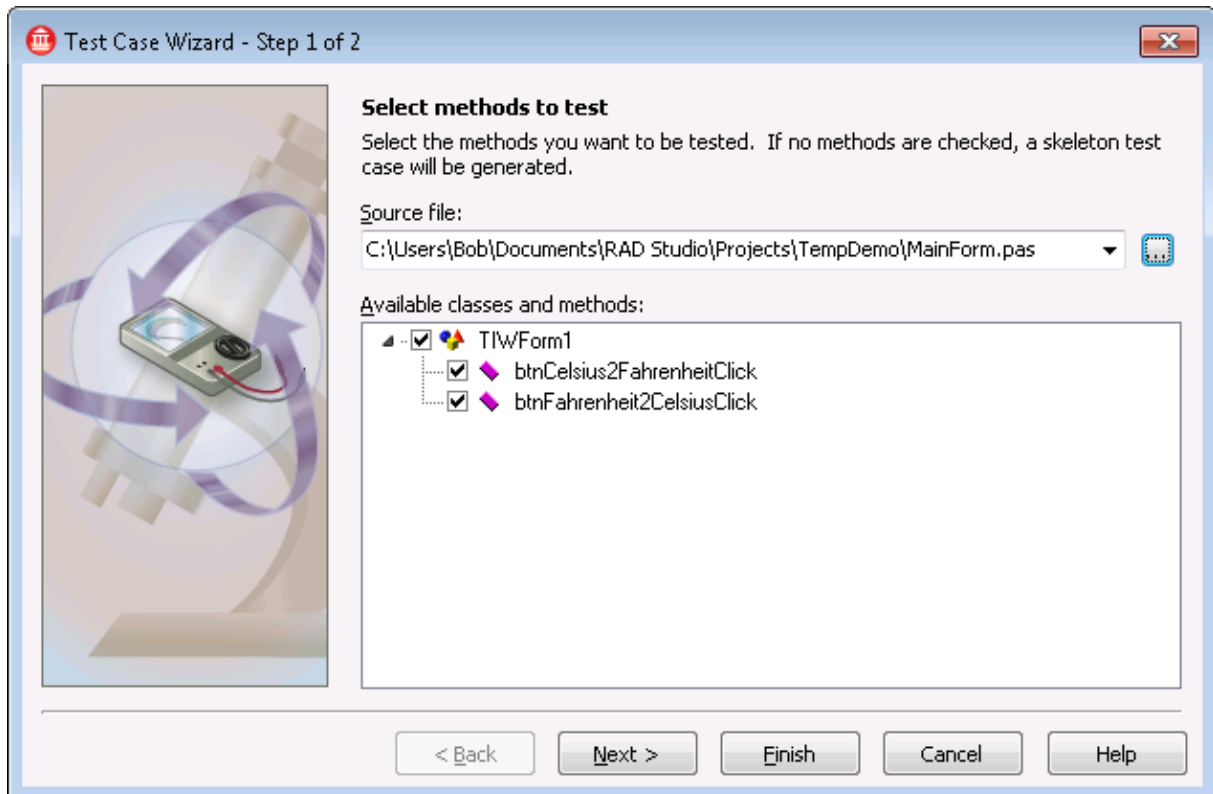 Test Case Wizard - Step 1 of 2
Select methods to test
Select the methods you want to be tested.  If no methods are checked, a skeleton test
case will be generated.
Source file:
C:\Users\Bob\Documents\RAD Studio\Projects\TempDemo\MainForm.pas
...
Available classes and methods:
TIWForm1
btnCelsius2FahrenheitClick
btnFahrenheit2CelsiusClick
< Back
Next >
Finish
Cancel
Help